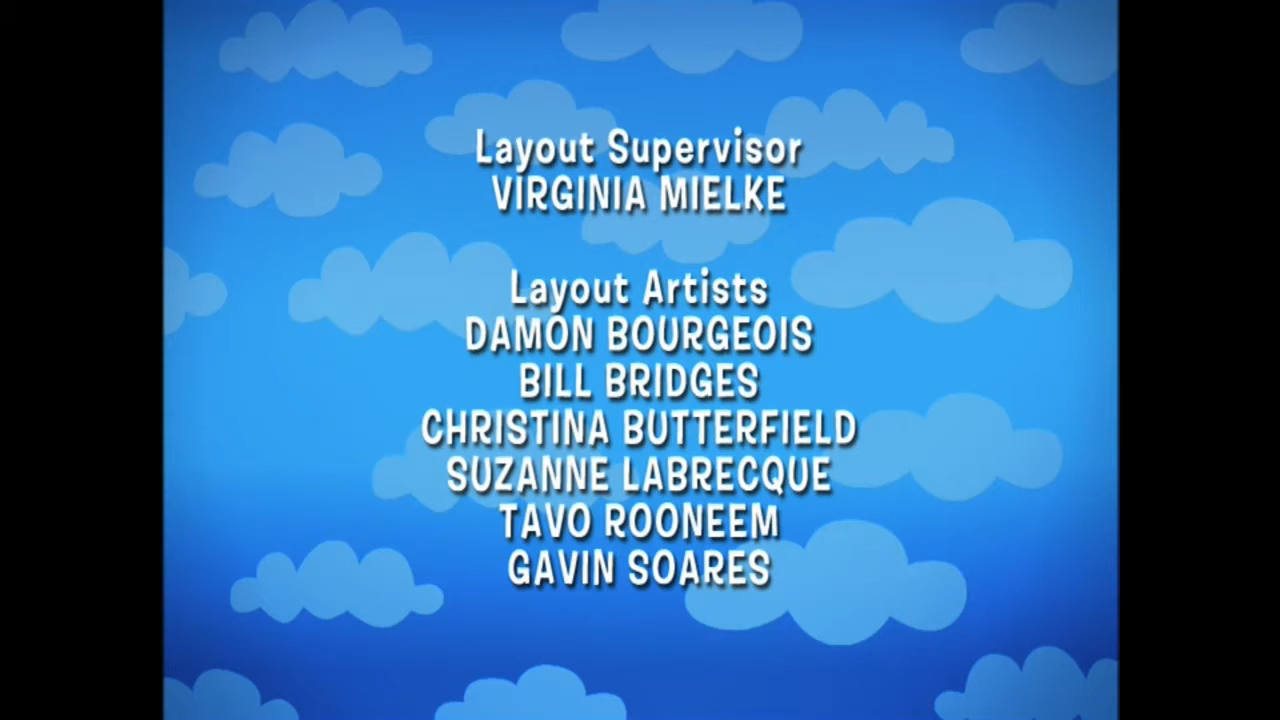 Layout Supervisor
VIRGINIA MIELKE
Layout Artists
DAMON BOURGEOIS
BILL BRIDGES
CHRISTINA BUTTERFIELD
SUZANNE LABRECQUE
TAVO ROONEEM
GAVIN SOARES